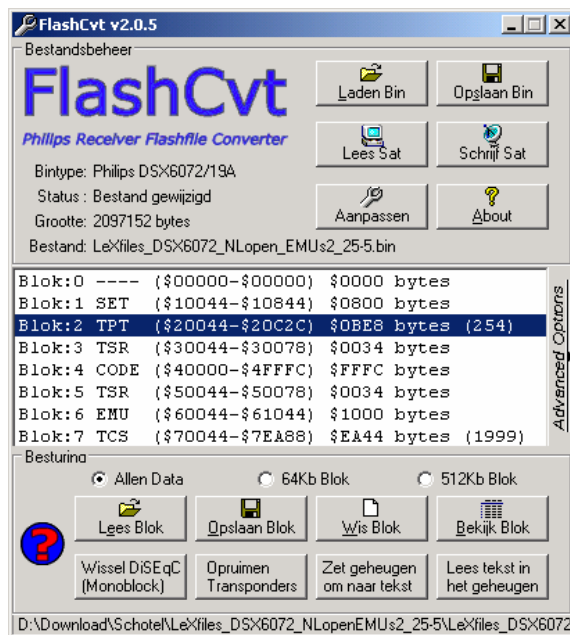 FlashCvt v2.0.5
Bestandsbeheer
FlashCvt
Philips Receiver Flashfile Converter
Laden Bin
Opslaan Bin
Lees Sat
Schrijf Sat
Aanpassen
About
Bintype: Philips DSX6072/19A
Status : Bestand gewijzigd
Grootte: 2097152 bytes
Bestand: LeXfiles_DSX6072_NLopen_EMUs2_25-5.bin
Blok:0 ---- ($00000-$00000) $0000 bytes
Blok:1 SET ($10044-$10844) $0800 bytes
Blok:2 TPT ($20044-$20C2C) $0BE8 bytes (254)
Blok:3 TSR ($30044-$30078) $0034 bytes
Blok:4 CODE ($40000-$4FFFC) $FFFC bytes
Blok:5 TSR ($50044-$50078) $0034 bytes
Blok:6 EMU ($60044-$61044) $1000 bytes
Blok:7 TCS ($70044-$7EA88) $EA44 bytes (1999)
Advanced Options
Besturing
Allen Data
64Kb Blok
512Kb Blok
Lees Blok
Opslaan Blok
Wis Blok
Bekijk Blok
Wissel DiSEqC
(Monoblock)
Opruimen
Transponders
Zet geheugen
om naar tekst
Lees tekst in
het geheugen
D:\Download\Schotel\LeXfiles_DSX6072_NLopenEMUs2_25-5\LeXfiles_DSX6072